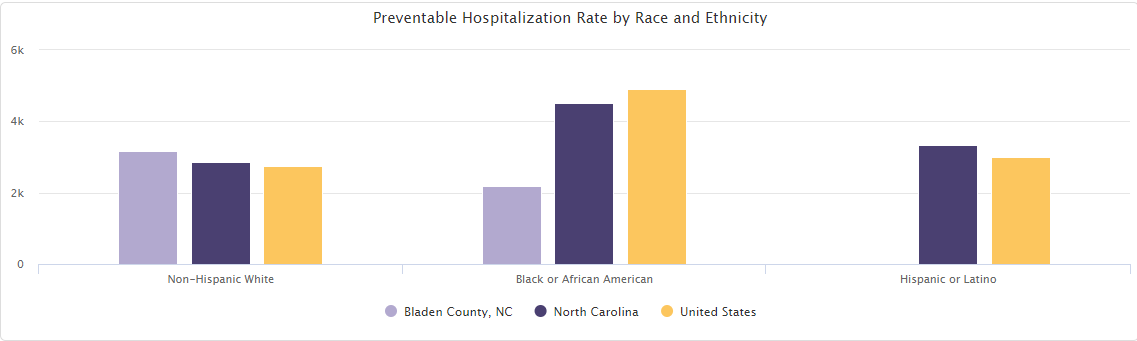 Preventable Hospitalization Rate by Race and Ethnicity
6k
4k
2k
0
Non-Hispanic White
Black or African American
Hispanic or Latino
Bladen County, NC
North Carolina
United States